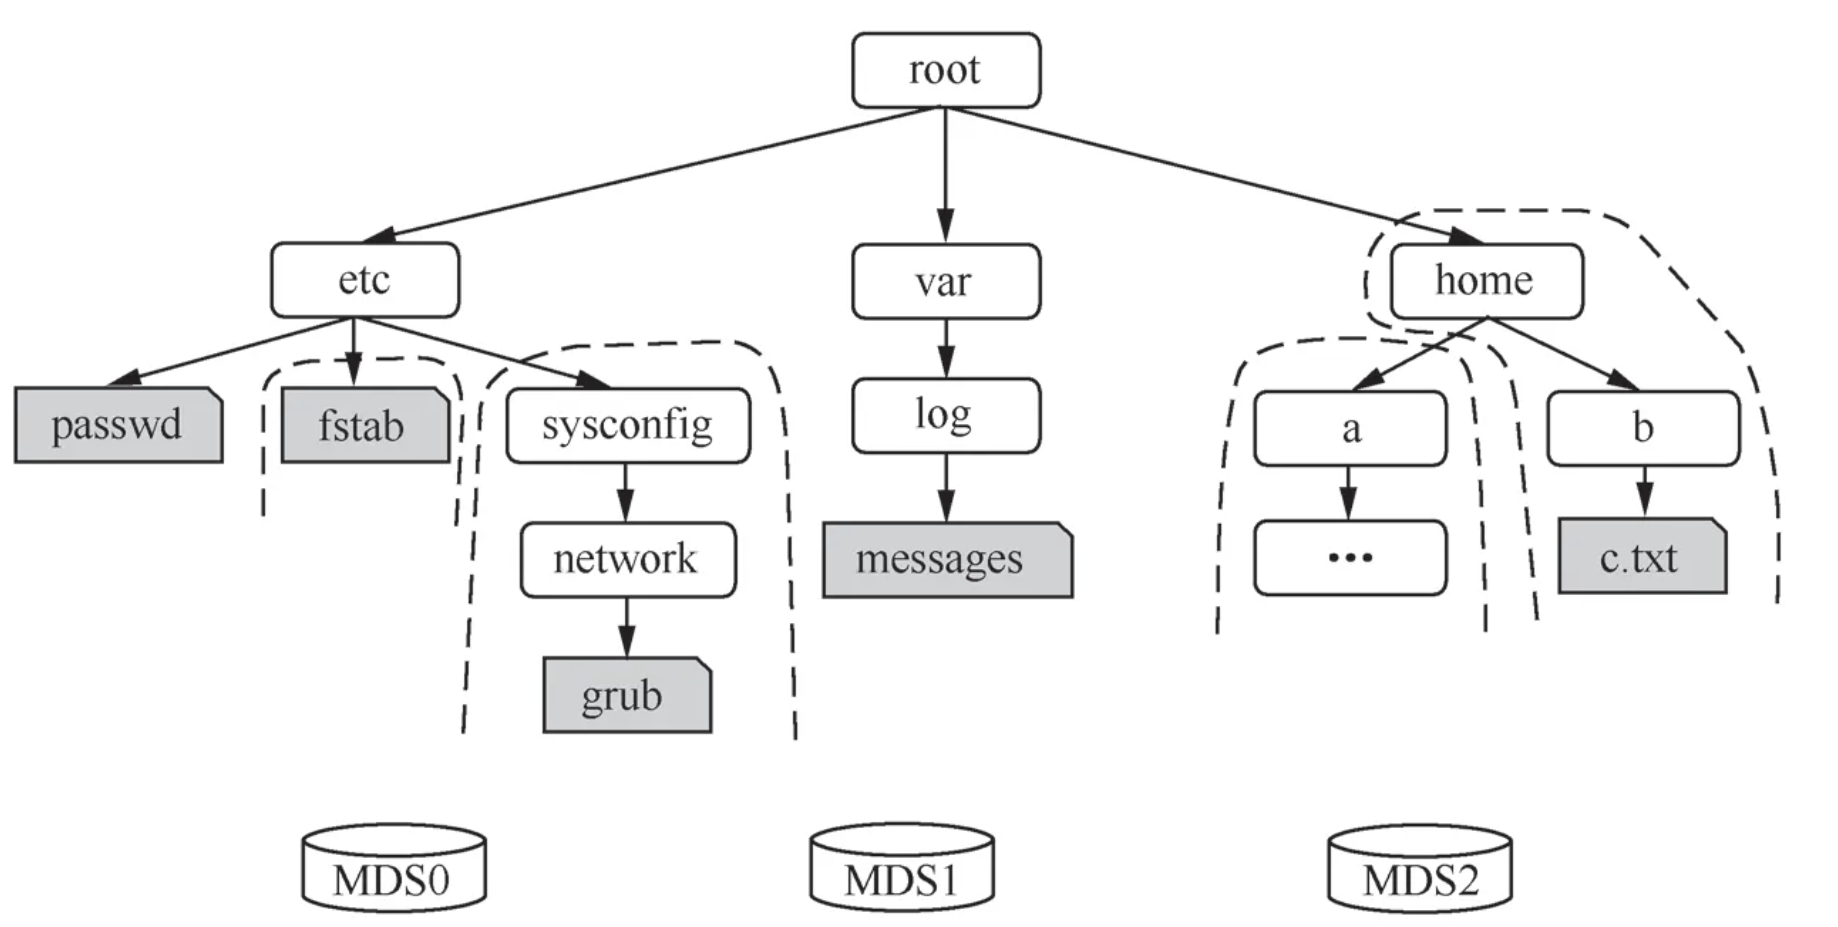 root
etc
var
home
passwd
fstab
sysconfig
log
a
b
network
messages
•••
c.txt
grub
MDS0
MDS1
MDS2